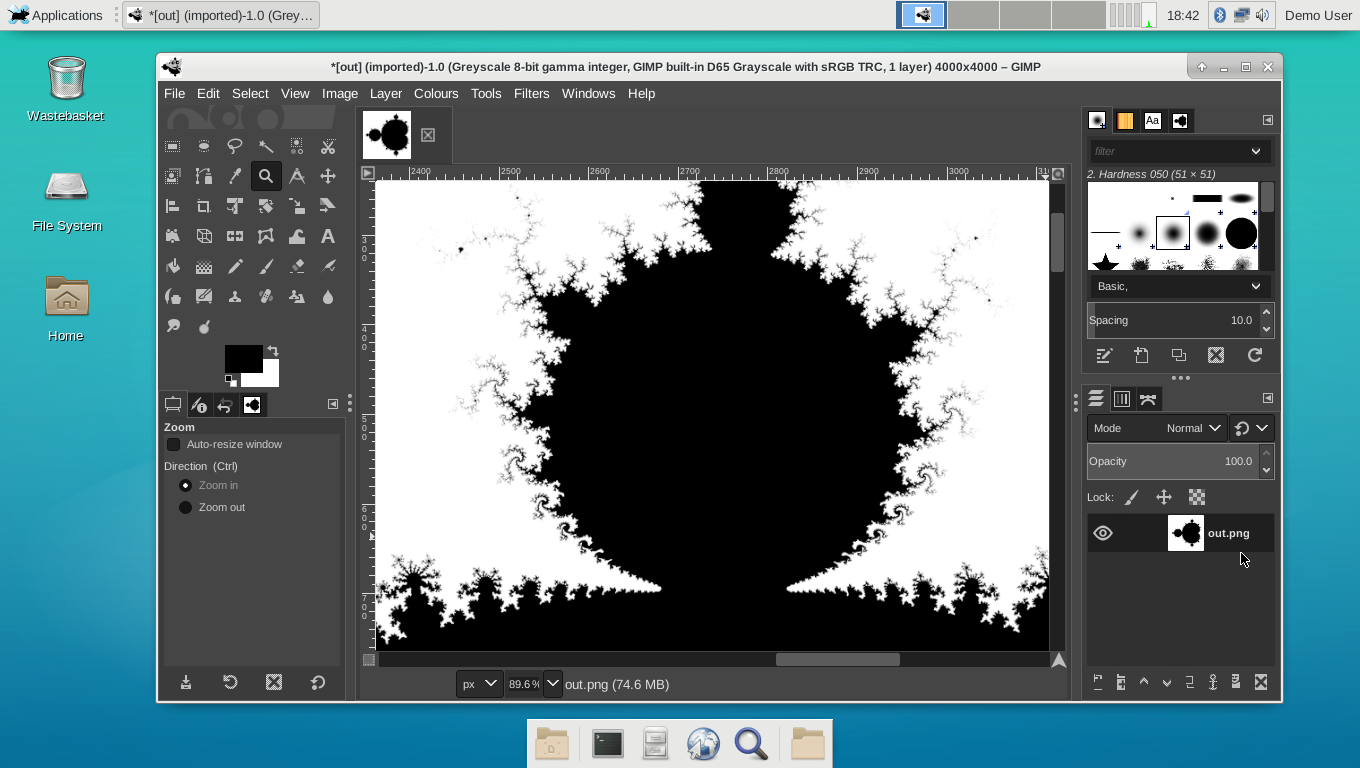 Applications
*[out] (imported)-1.0 (Grey…
18:42
Demo User
Wastebasket
File System
Home
*[out] (imported)-1.0 (Greyscale 8-bit gamma integer, GIMP built-in D65 Grayscale with sRGB TRC, 1 layer) 4000x4000 – GIMP
File Edit Select View Image Layer Colours Tools Filters Windows Help
2400 2500 2600 2700 2800 2900 3000
300
400
500
600
700
Zoom
Auto-resize window
Direction (Ctrl)
Zoom in
Zoom out
px
89.6%
out.png (74.6 MB)
Aa
filter
2. Hardness 050 (51 × 51)
Basic,
Spacing 10.0
Mode Normal
Opacity 100.0
Lock:
out.png